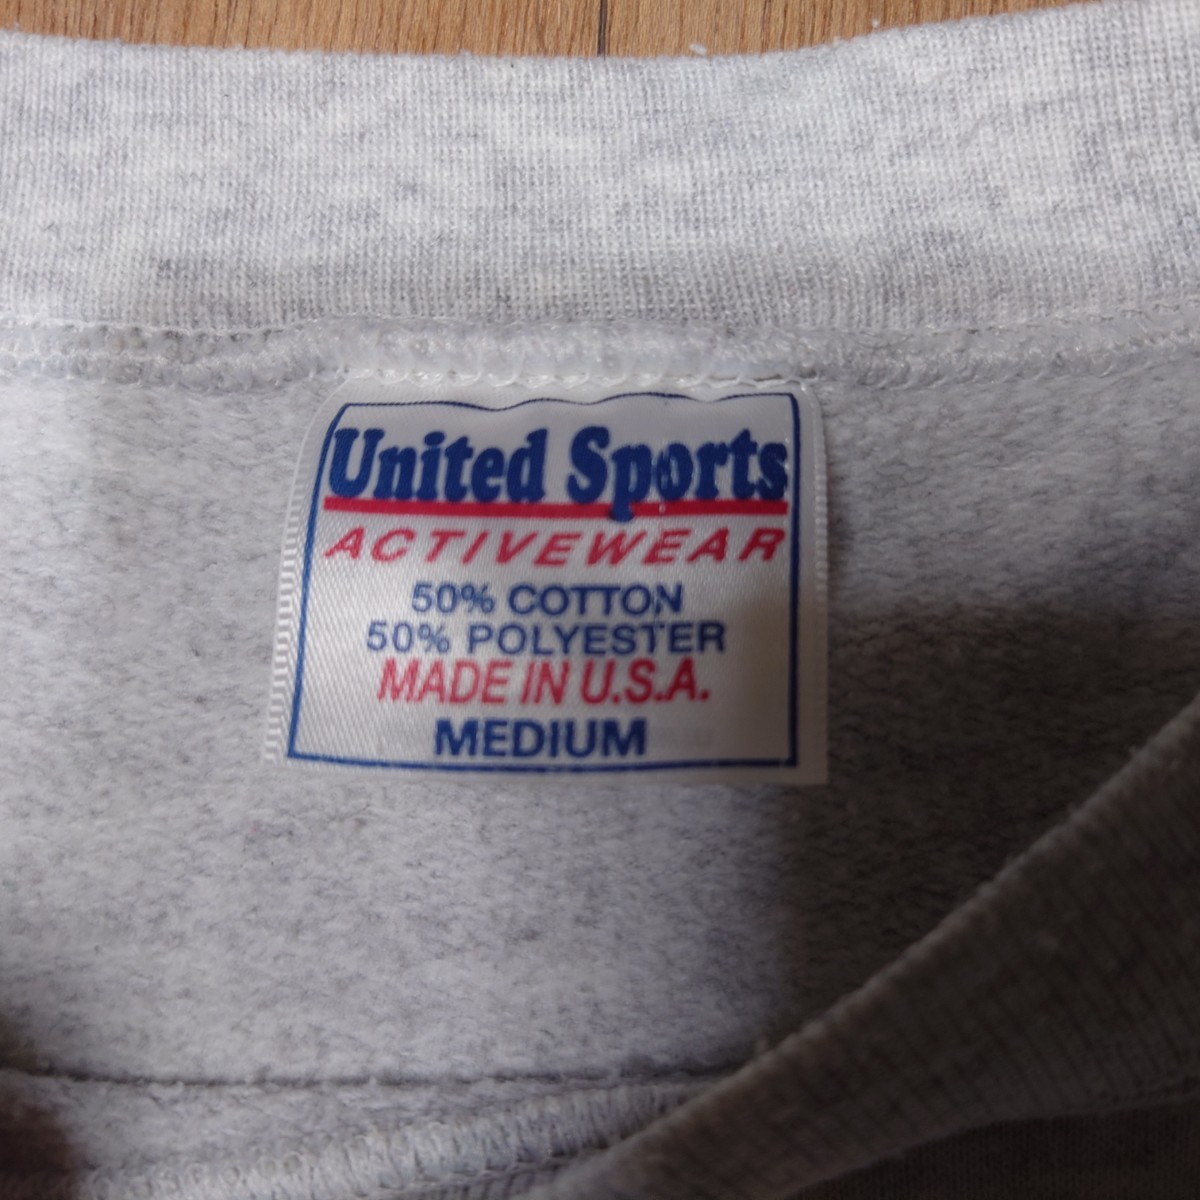 United Sports
ACTIVEWEAR
50% COTTON
50% POLYESTER
MADE IN U.S.A.
MEDIUM